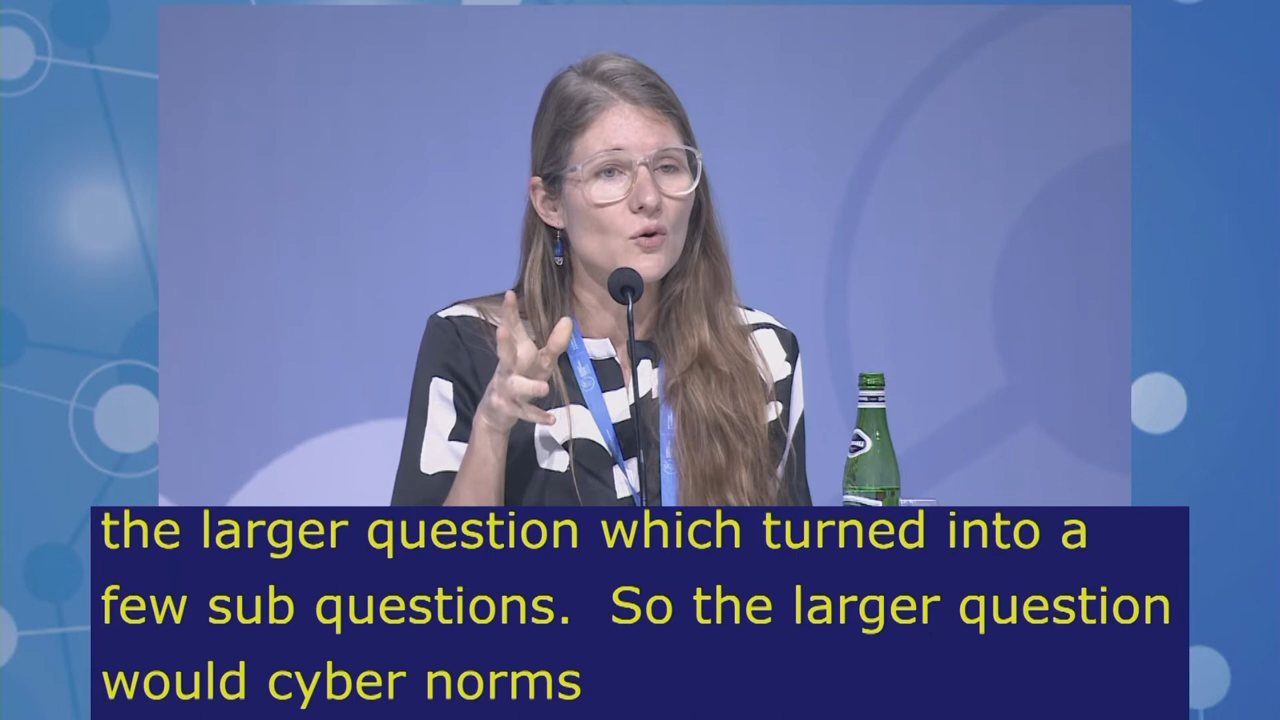 the larger question which turned into a
few sub questions.  So the larger question
would cyber norms